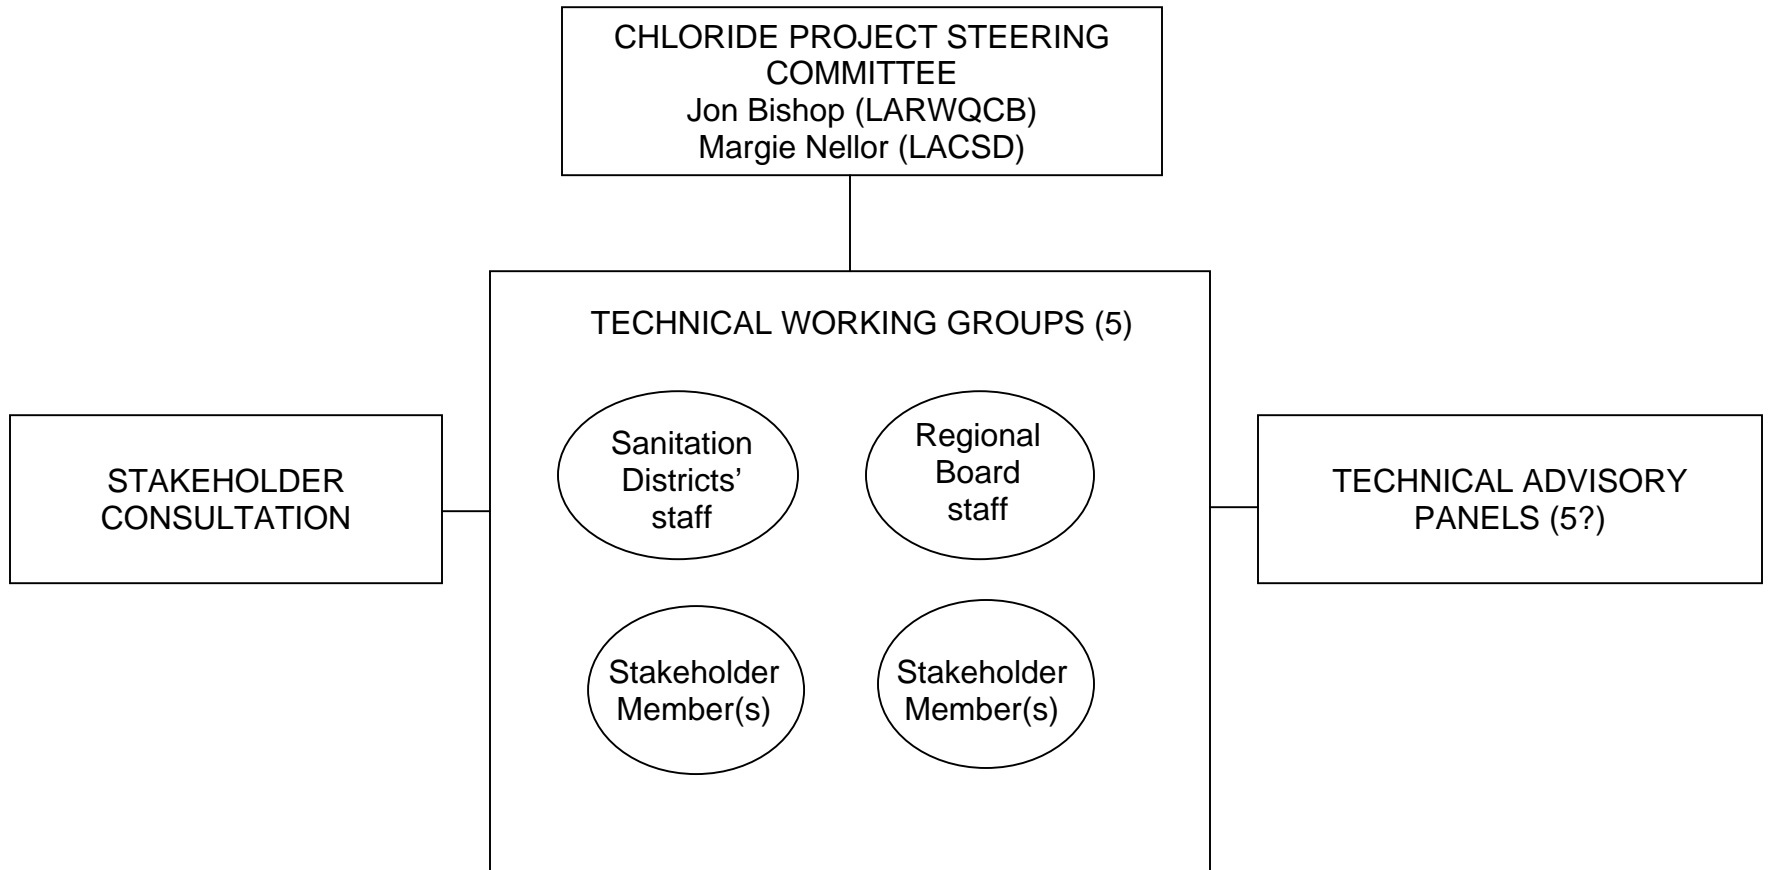 CHLORIDE PROJECT STEERING
COMMITTEE
Jon Bishop (LARWQCB)
Margie Nellor (LACSD)
TECHNICAL WORKING GROUPS (5)
STAKEHOLDER
CONSULTATION
Sanitation
Districts’
staff
Regional
Board
staff
Stakeholder
Member(s)
Stakeholder
Member(s)
TECHNICAL ADVISORY
PANELS (5?)